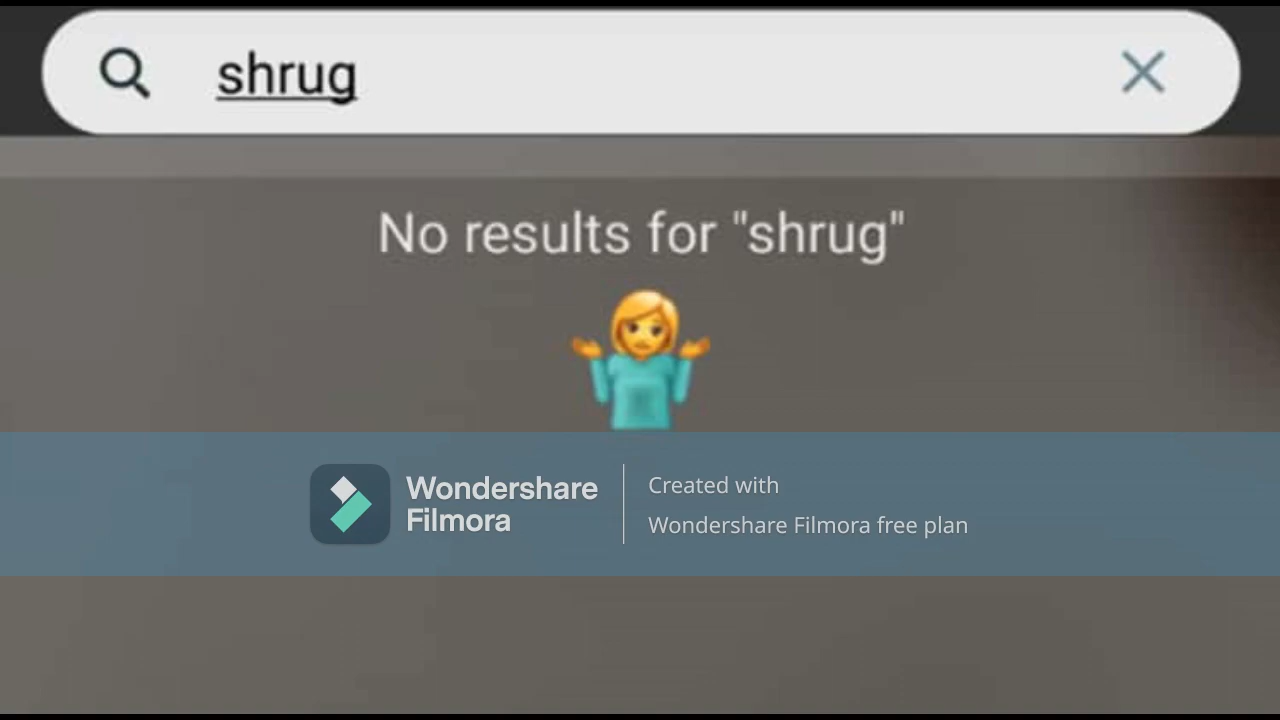 shrug
No results for "shrug"
Wondershare
Filmora
Created with
Wondershare Filmora free plan